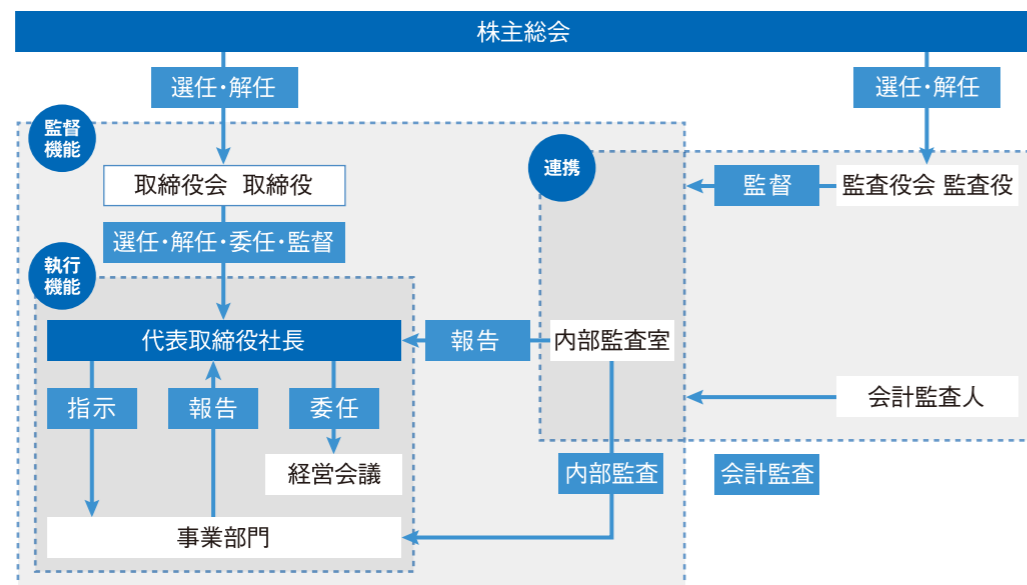 株主総会
選任・解任
選任・解任
監督
機能
連携
取締役会 取締役
監督
監査役会 監査役
選任・解任・委任・監督
執行
機能
代表取締役社長
報告
内部監査室
指示
報告
委任
会計監査人
経営会議
内部監査
会計監査
事業部門